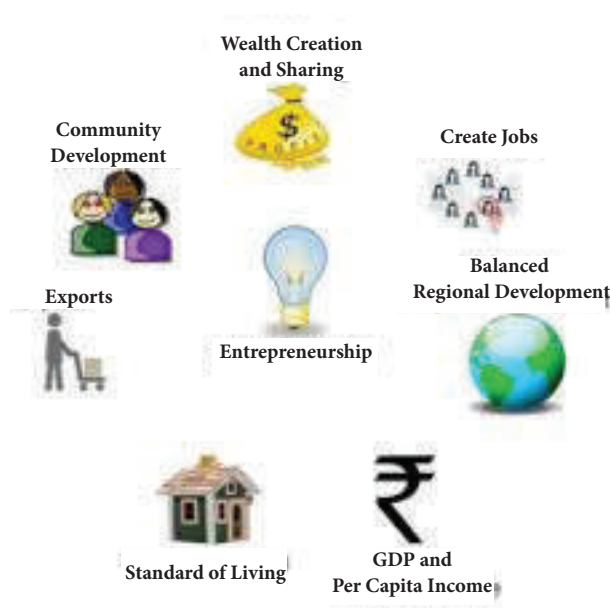 Wealth Creation
and Sharing
$
PROFIT
Community
Development
Create Jobs
Balanced
Regional Development
Exports
Entrepreneurship
₹
Standard of Living
GDP and
Per Capita Income